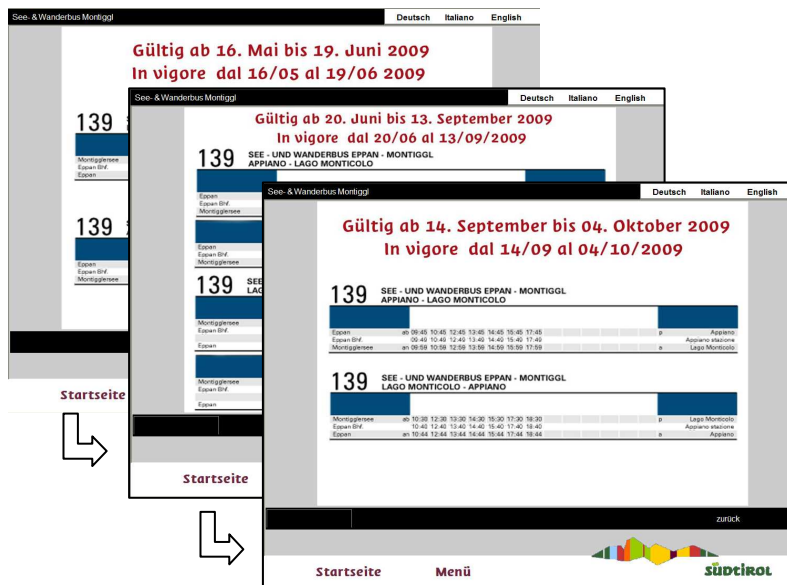 See- & Wanderbus Montiggl
Deutsch Italiano English
Gültig ab 16. Mai bis 19. Juni 2009
In vigore dal 16/05 al 19/06 2009
139
Montigglersee
Eppan Bhf.
Eppan
139
Eppan
Eppan Bhf.
Montigglersee
Startseite
See- & Wanderbus Montiggl
Deutsch Italiano English
Gültig ab 20. Juni bis 13. September 2009
In vigore dal 20/06 al 13/09/2009
139 SEE - UND WANDERBUS EPPAN - MONTIGGL
APPIANO - LAGO MONTICOLO
Eppan
Eppan Bhf.
Montigglersee
Eppan
Eppan Bhf.
Montigglersee
139 SEE
LAG
Montigglersee
Eppan Bhf.
Eppan
Montigglersee
Eppan Bhf.
Eppan
Startseite
See- & Wanderbus Montiggl
Deutsch Italiano English
Gültig ab 14. September bis 04. Oktober 2009
In vigore dal 14/09 al 04/10/2009
139 SEE - UND WANDERBUS EPPAN - MONTIGGL
APPIANO - LAGO MONTICOLO
Eppan ab 09:45 10:45 12:45 13:45 14:45 15:45 17:45 p Appiano
Eppan Bhf. 09:49 10:49 12:49 13:49 14:49 15:49 17:49 Appiano stazione
Montigglersee an 09:59 10:59 12:59 13:59 14:59 15:59 17:59 a Lago Monticolo
139 SEE - UND WANDERBUS EPPAN - MONTIGGL
LAGO MONTICOLO - APPIANO
Montigglersee ab 10:30 12:30 13:30 14:30 15:30 17:30 18:30 p Lago Monticolo
Eppan Bhf. 10:40 12:40 13:40 14:40 15:40 17:40 18:40 Appiano stazione
Eppan an 10:44 12:44 13:44 14:44 15:44 17:44 18:44 a Appiano
zurück
Startseite Menü
SÜDTIROL